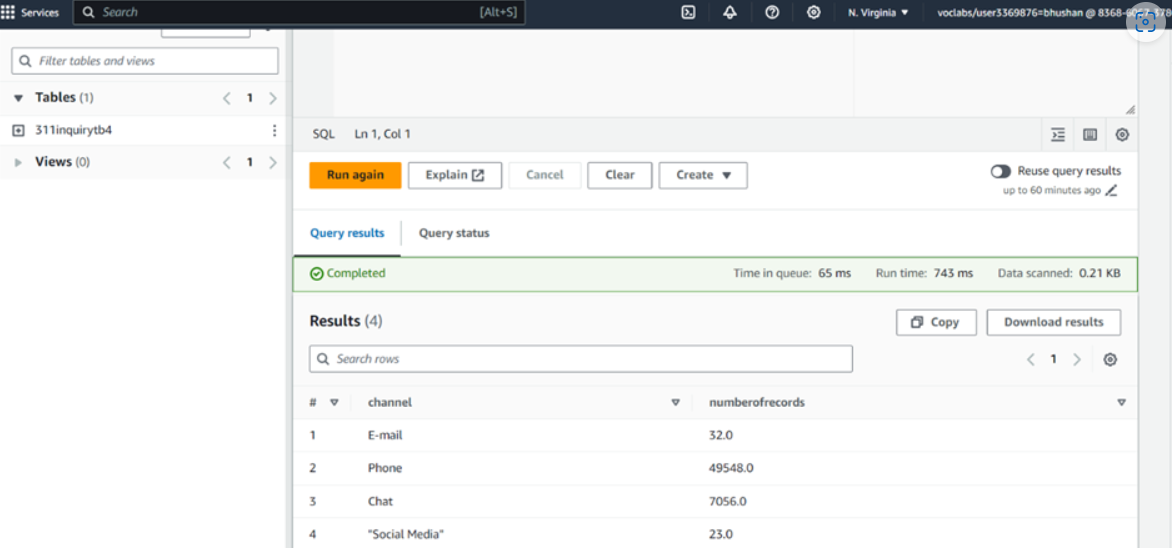 Services Search [Alt+S] N. Virginia ▼ voclabs/user3369876=bhushan @
Filter tables and views
Tables (1) < 1 >
311inquirytb4
Views (0) < 1 >
SQL Ln 1, Col 1
Run again Explain Cancel Clear Create ▼
Reuse query results
up to 60 minutes ago
Query results Query status
Completed Time in queue: 65 ms Run time: 743 ms Data scanned: 0.21 KB
Results (4) Copy Download results
Search rows < 1 >
# channel numberofrecords
1 E-mail 32.0
2 Phone 49548.0
3 Chat 7056.0
4 "Social Media" 23.0